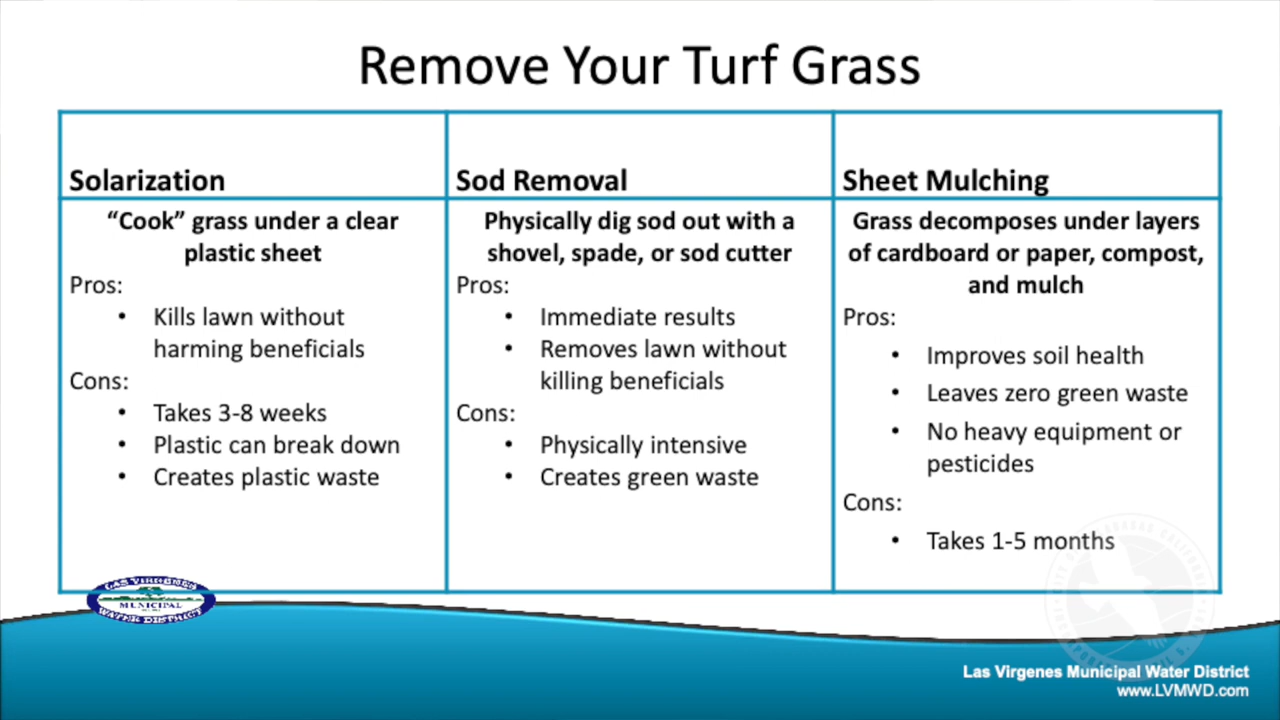 Remove Your Turf Grass
Solarization
“Cook” grass under a clear
plastic sheet
Pros:
• Kills lawn without
harming beneficials
Cons:
• Takes 3-8 weeks
• Plastic can break down
• Creates plastic waste
Sod Removal
Physically dig sod out with a
shovel, spade, or sod cutter
Pros:
• Immediate results
• Removes lawn without
killing beneficials
Cons:
• Physically intensive
• Creates green waste
Sheet Mulching
Grass decomposes under layers
of cardboard or paper, compost,
and mulch
Pros:
• Improves soil health
• Leaves zero green waste
• No heavy equipment or
pesticides
Cons:
• Takes 1-5 months
LAS VIRGENES
MUNICIPAL
WATER DISTRICT
Las Virgenes Municipal Water District
www.LVMWD.com